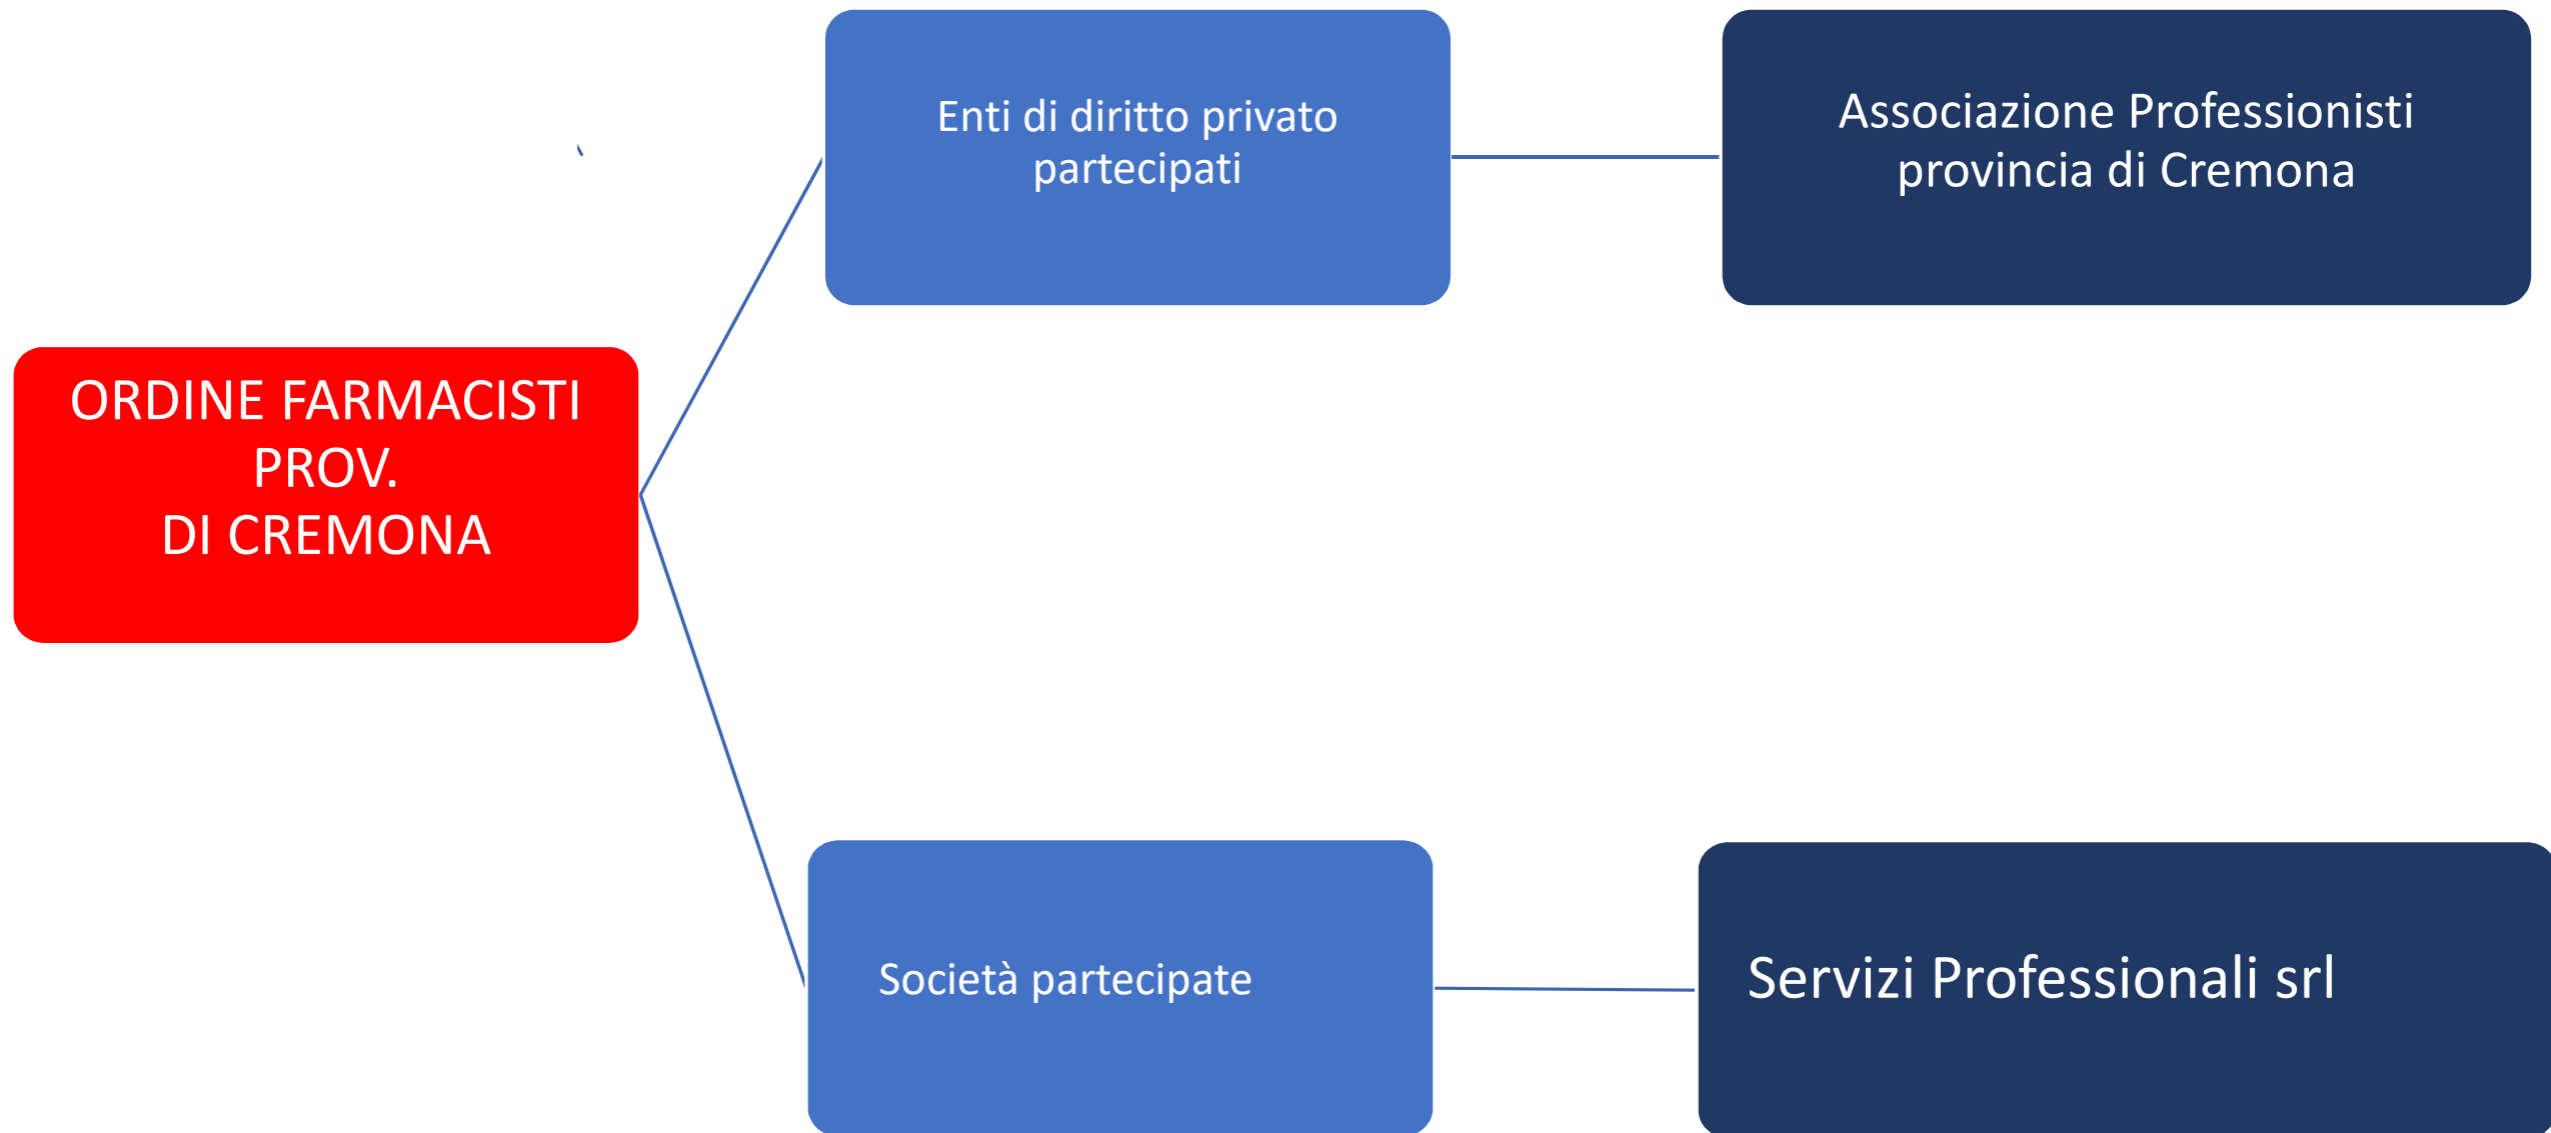 Enti di diritto privato
partecipati
Associazione Professionisti
provincia di Cremona
ORDINE FARMACISTI
PROV.
DI CREMONA
Società partecipate
Servizi Professionali srl